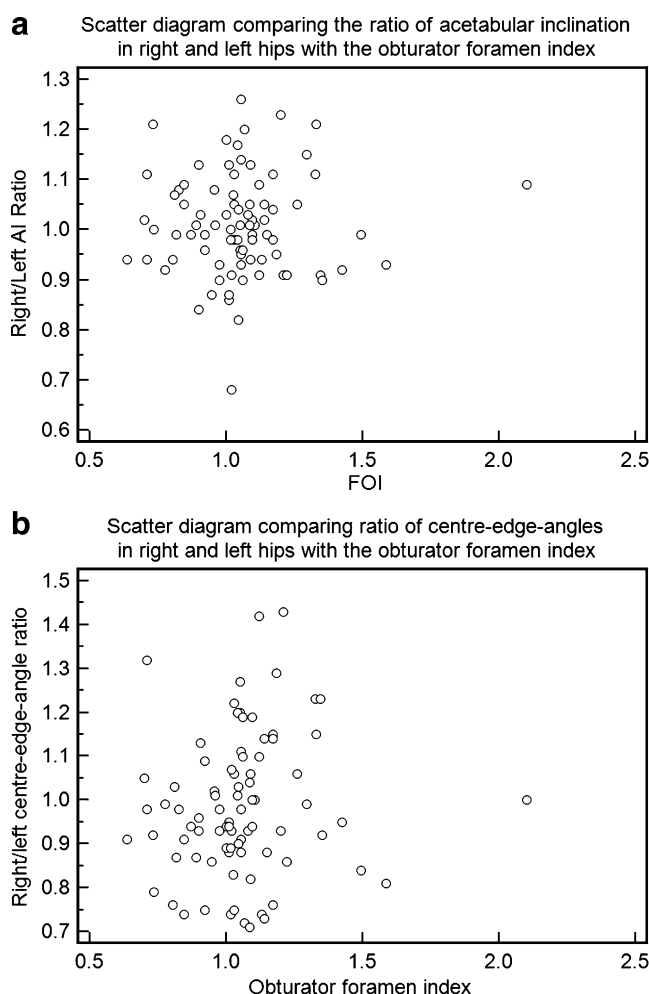 a
Scatter diagram comparing the ratio of acetabular inclination
in right and left hips with the obturator foramen index
Right/Left AI Ratio
1.3
1.2
1.1
1.0
0.9
0.8
0.7
0.6
0.5 1.0 1.5 2.0 2.5
FOI
b
Scatter diagram comparing ratio of centre-edge-angles
in right and left hips with the obturator foramen index
Right/left centre-edge-angle ratio
1.5
1.4
1.3
1.2
1.1
1.0
0.9
0.8
0.7
0.5 1.0 1.5 2.0 2.5
Obturator foramen index